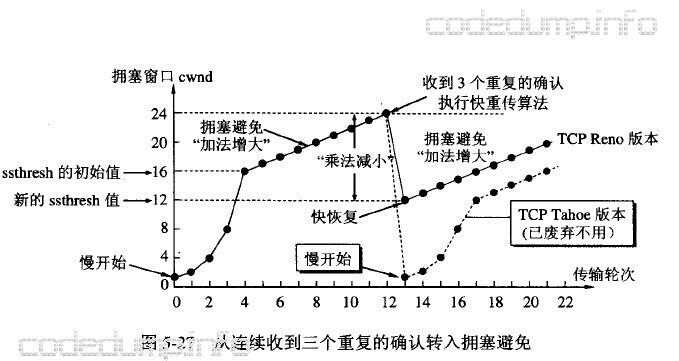 codedumpinfo
拥塞窗口 cwnd
收到 3 个重复的确认
执行快重传算法
24
20
16
12
8
4
0
拥塞避免
“加法增大”
拥塞避免
“加法增大”
TCP Reno 版本
“乘法减小”
ssthresh 的初始值
新的 ssthresh 值
快恢复
TCP Tahoe 版本
(已废弃不用)
慢开始
慢开始
传输轮次
0 2 4 6 8 10 12 14 16 18 20 22
codedumpinfo
图 5-27 从连续收到三个重复的确认转入拥塞避免
codedumpinfo